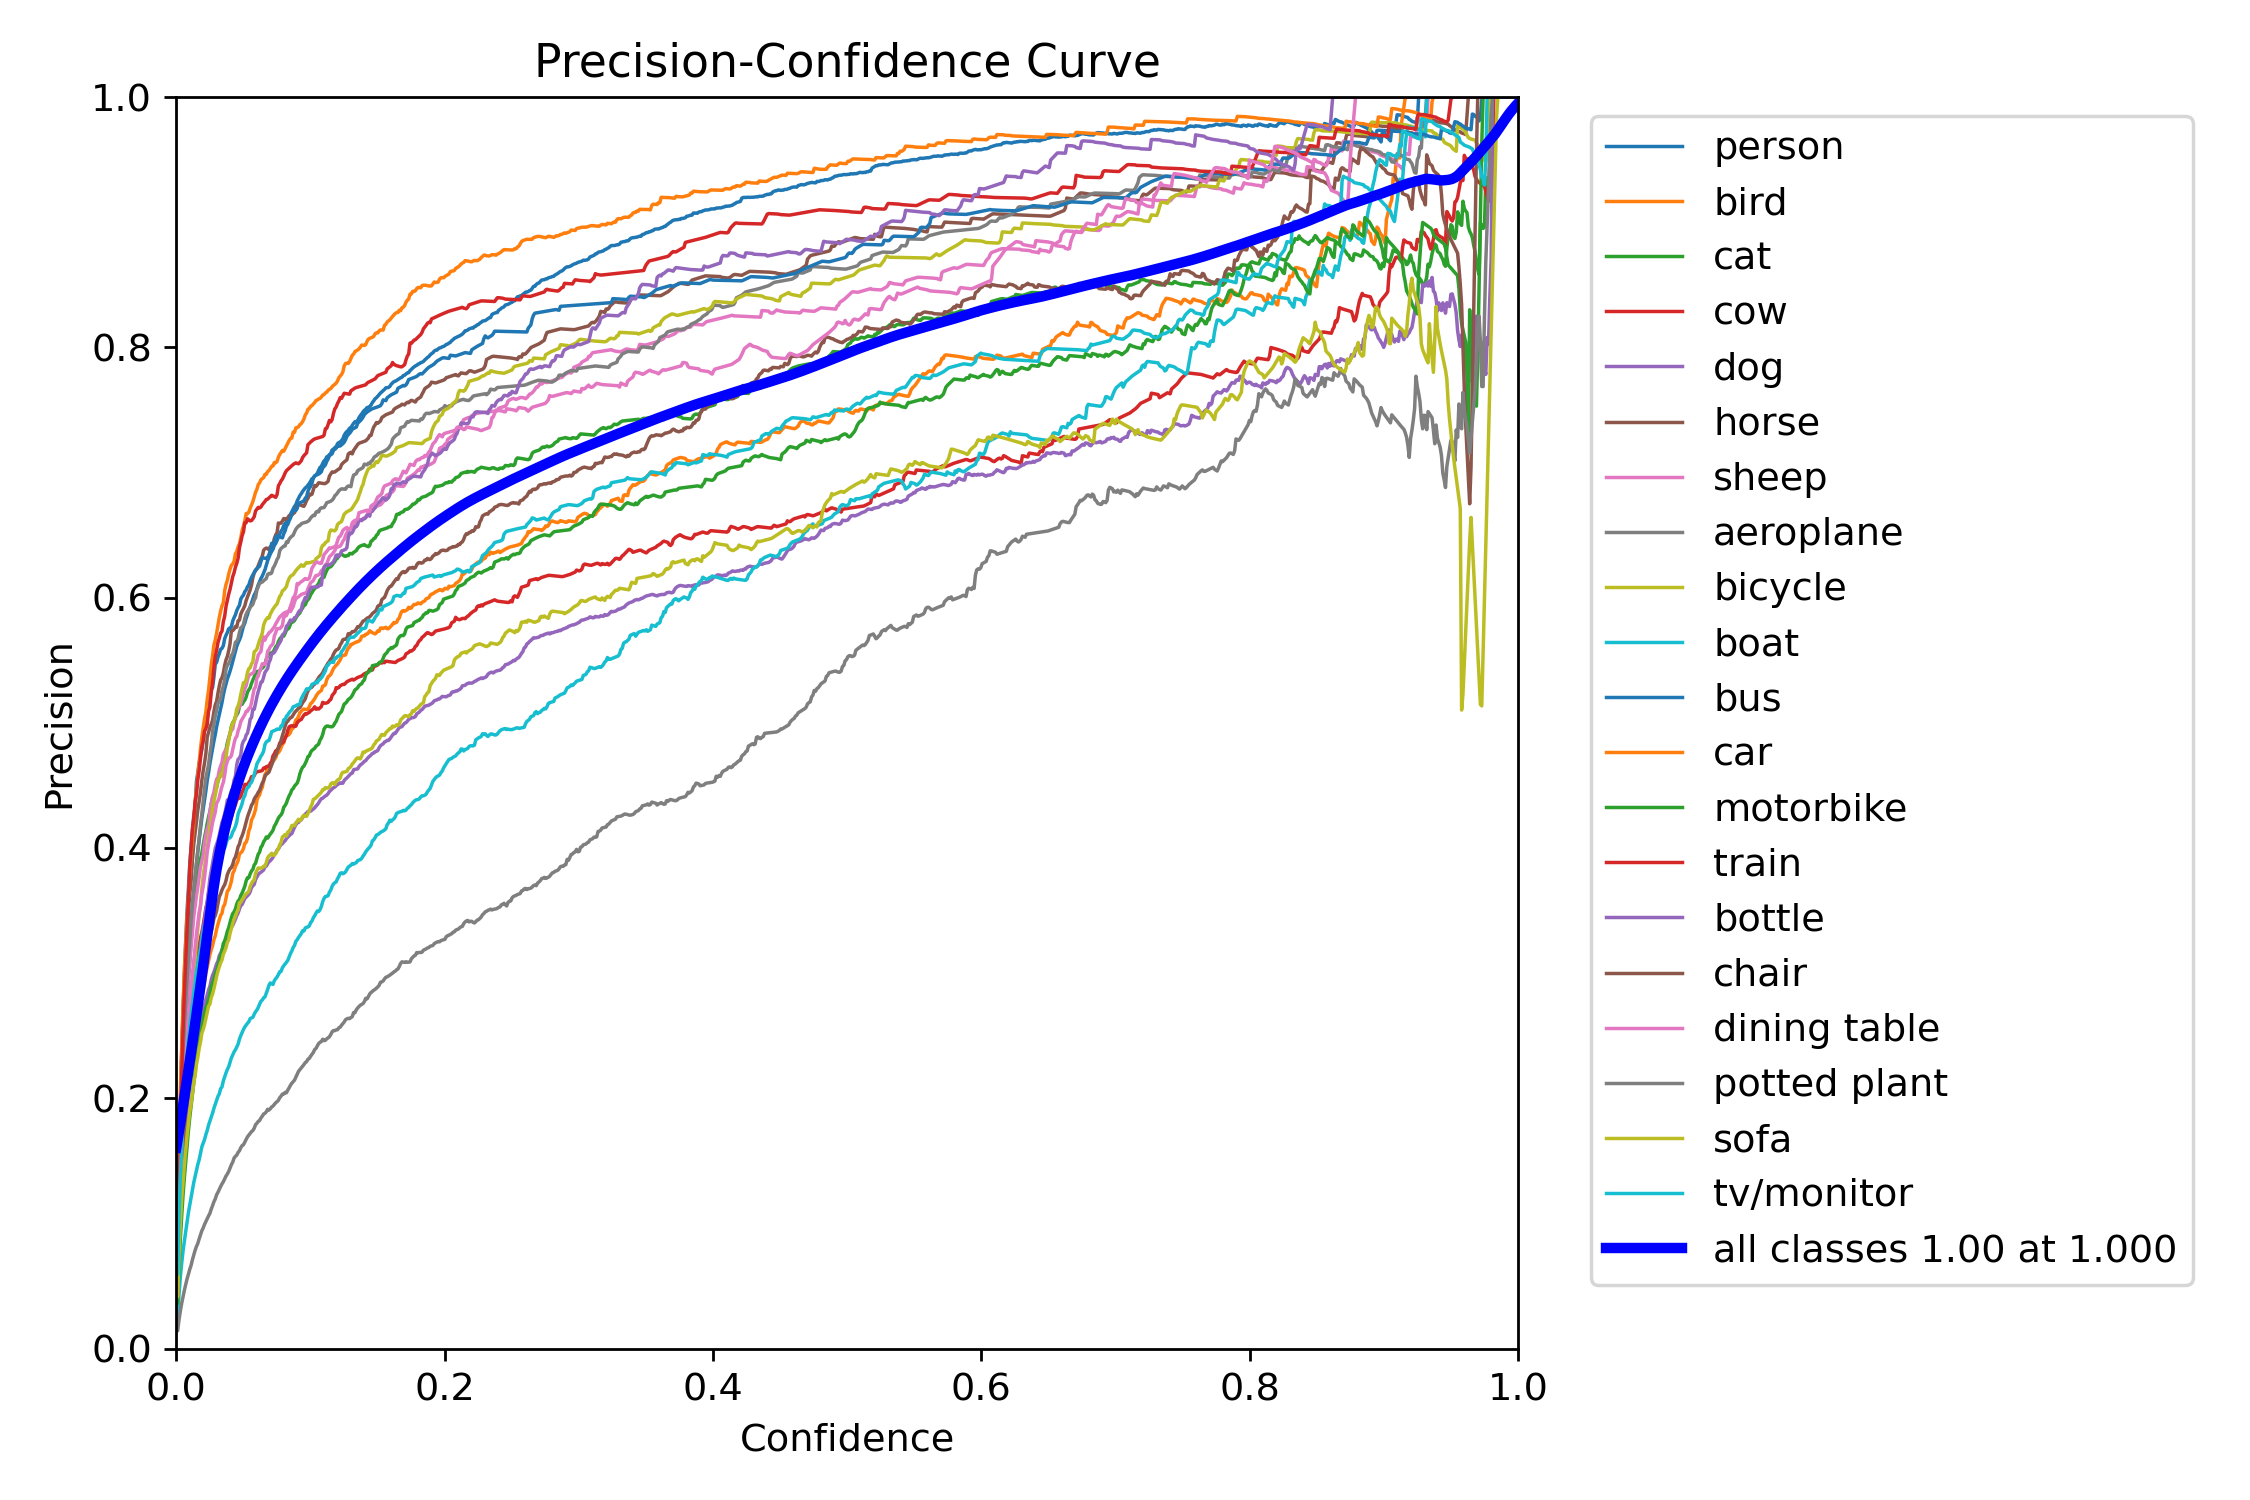 Precision-Confidence Curve
1.0
0.8
0.6
0.4
0.2
0.0
Precision
0.0 0.2 0.4 0.6 0.8 1.0
Confidence
person
bird
cat
cow
dog
horse
sheep
aeroplane
bicycle
boat
bus
car
motorbike
train
bottle
chair
dining table
potted plant
sofa
tv/monitor
all classes 1.00 at 1.000